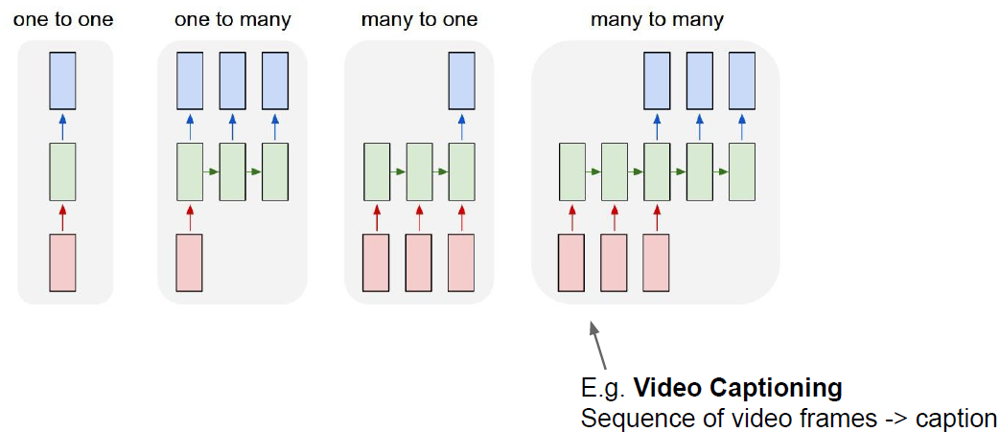 one to one
one to many
many to one
many to many
E.g. Video Captioning
Sequence of video frames -> caption